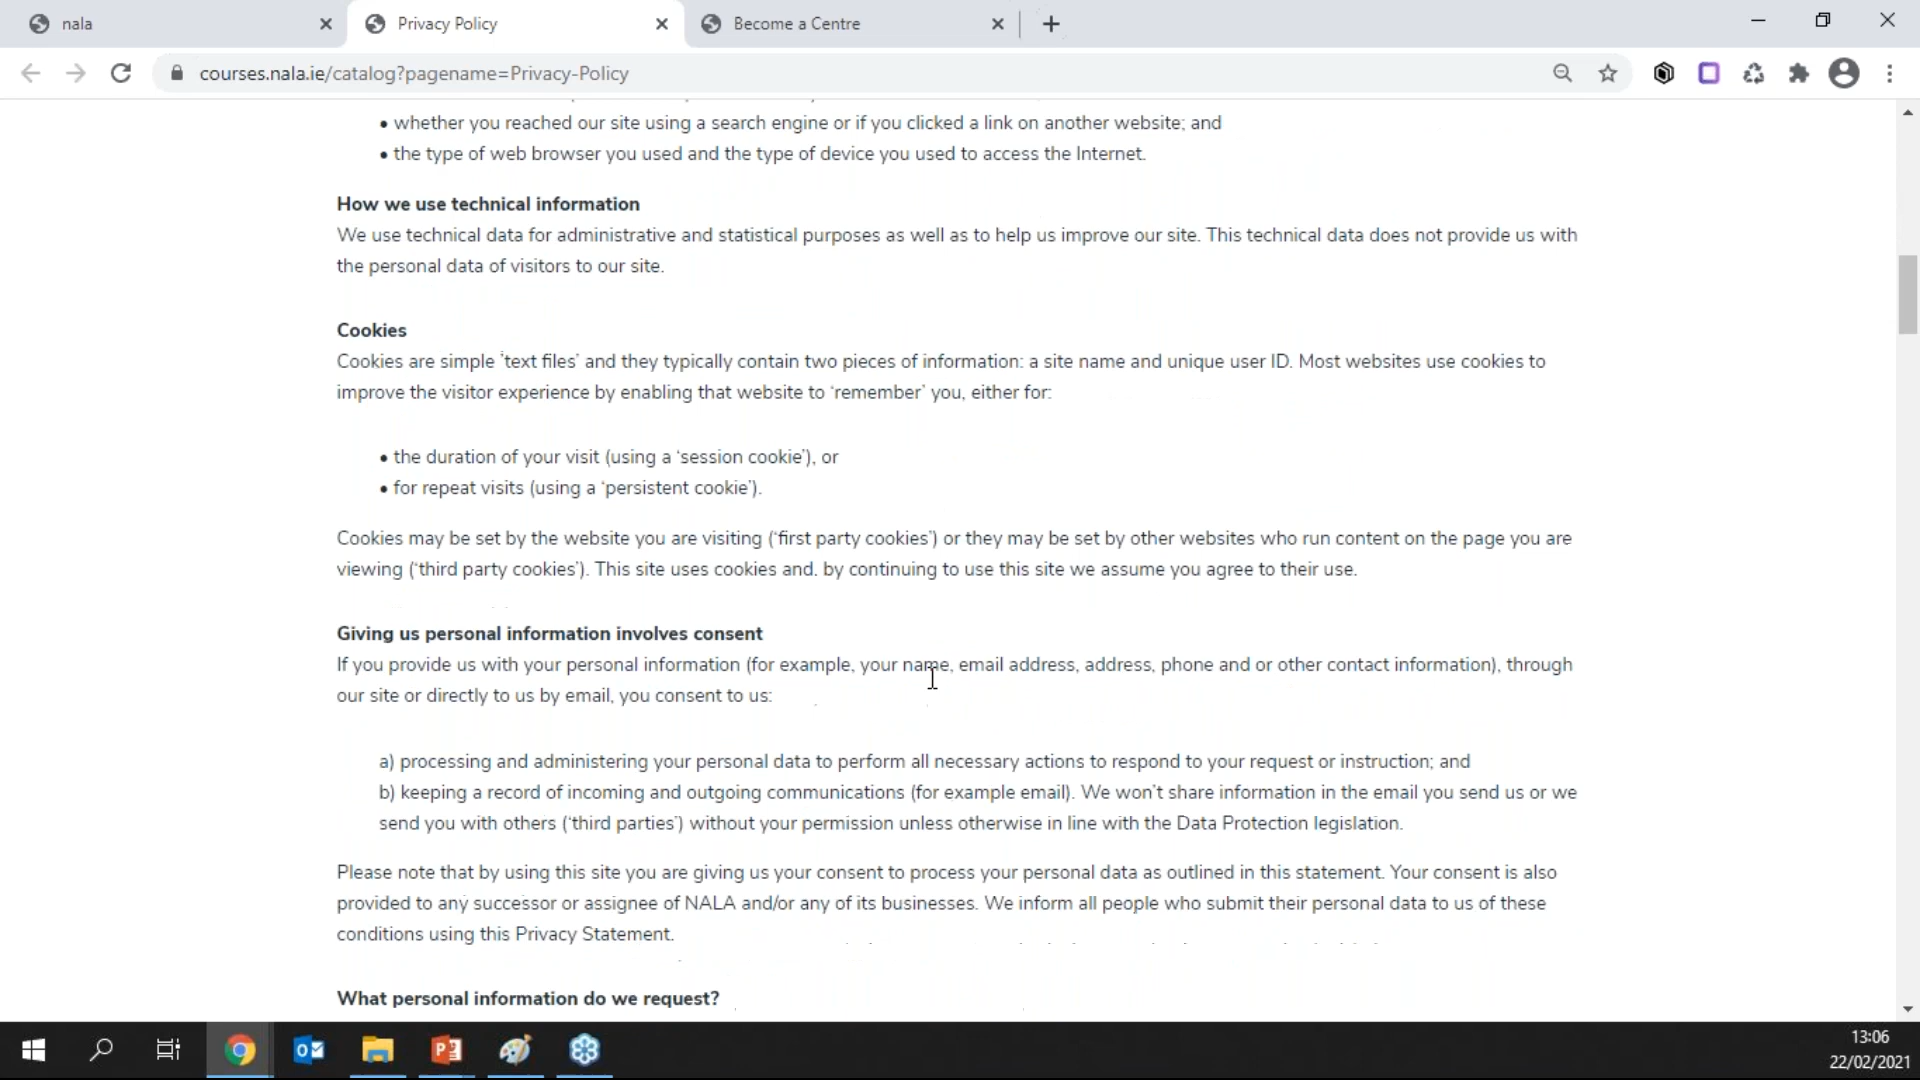 nala
Privacy Policy
Become a Centre
courses.nala.ie/catalog?pagename=Privacy-Policy
• whether you reached our site using a search engine or if you clicked a link on another website; and
• the type of web browser you used and the type of device you used to access the Internet.
How we use technical information
We use technical data for administrative and statistical purposes as well as to help us improve our site. This technical data does not provide us with
the personal data of visitors to our site.
Cookies
Cookies are simple 'text files' and they typically contain two pieces of information: a site name and unique user ID. Most websites use cookies to
improve the visitor experience by enabling that website to 'remember' you, either for:
• the duration of your visit (using a 'session cookie'), or
• for repeat visits (using a 'persistent cookie').
Cookies may be set by the website you are visiting ('first party cookies') or they may be set by other websites who run content on the page you are
viewing ('third party cookies'). This site uses cookies and, by continuing to use this site we assume you agree to their use.
Giving us personal information involves consent
If you provide us with your personal information (for example, your name, email address, address, phone and or other contact information), through
our site or directly to us by email, you consent to us:
a) processing and administering your personal data to perform all necessary actions to respond to your request or instruction; and
b) keeping a record of incoming and outgoing communications (for example email). We won't share information in the email you send us or we
send you with others ('third parties') without your permission unless otherwise in line with the Data Protection legislation.
Please note that by using this site you are giving us your consent to process your personal data as outlined in this statement. Your consent is also
provided to any successor or assignee of NALA and/or any of its businesses. We inform all people who submit their personal data to us of these
conditions using this Privacy Statement.
What personal information do we request?
13:06
22/02/2021